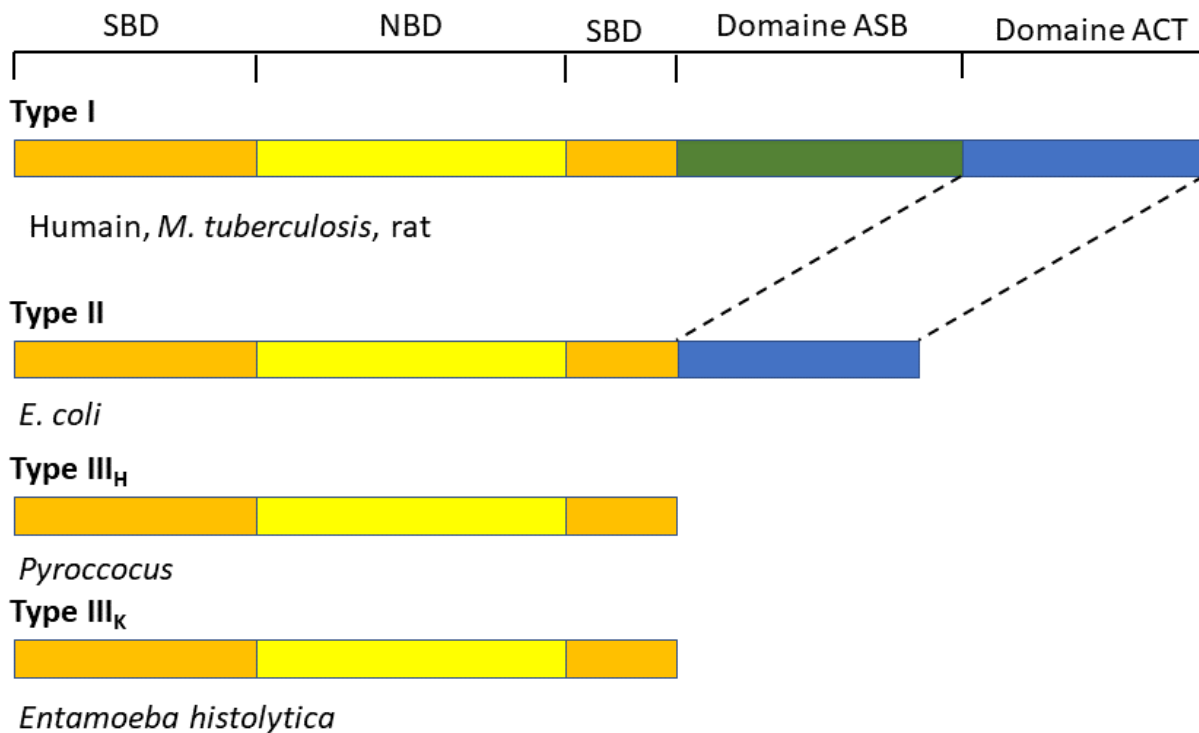 SBD NBD SBD Domaine ASB Domaine ACT
Type I
Humain, M. tuberculosis, rat
Type II
E. coli
Type IIIH
Pyroccocus
Type IIIK
Entamoeba histolytica